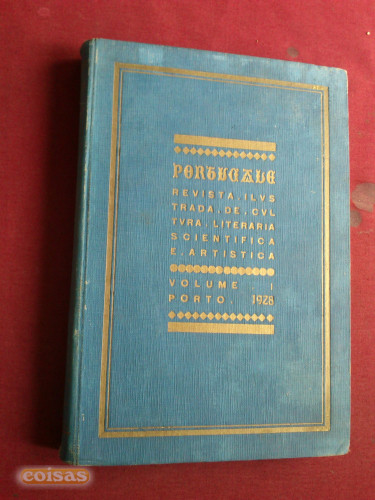 PORTUCALE
REVISTA.ILVS
TRADA.DE.CVL
TVRA.LITERARIA
SCIENTIFICA
E.ARTISTICA
VOLUME.I
PORTO.1928
coisas